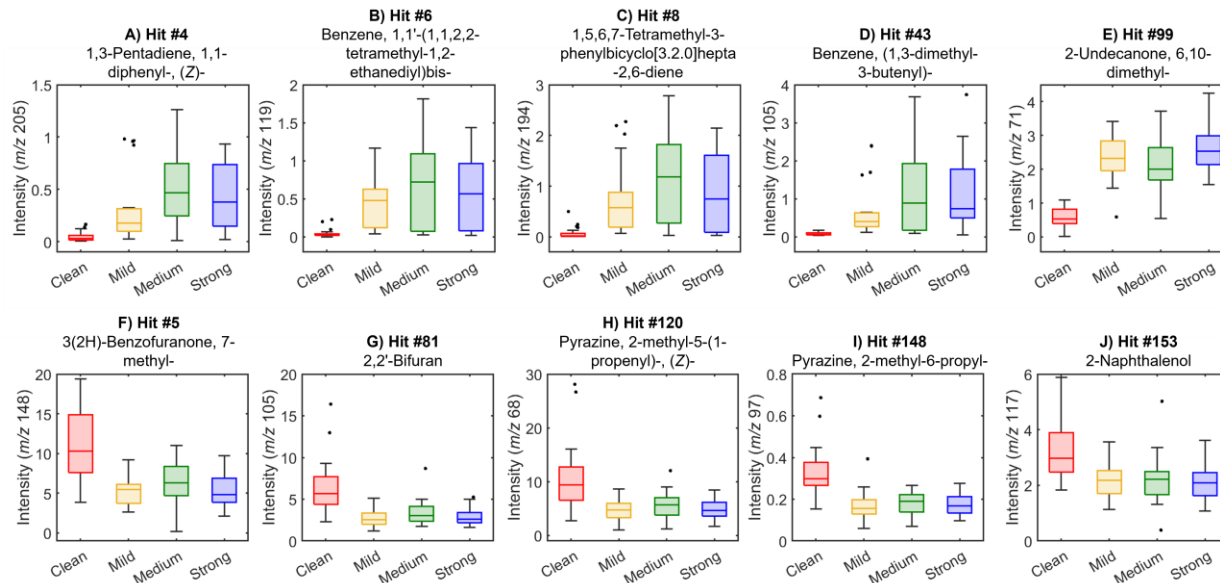 A) Hit #4
1,3-Pentadiene, 1,1-
diphenyl-, (Z)-
Intensity (m/z 205)
1.5
1
0.5
0
Clean
Mild
Medium
Strong
B) Hit #6
Benzene, 1,1'-(1,1,2,2-
tetramethyl-1,2-
ethanediyl)bis-
Intensity (m/z 119)
2
1.5
1
0.5
0
Clean
Mild
Medium
Strong
C) Hit #8
1,5,6,7-Tetramethyl-3-
phenylbicyclo[3.2.0]hepta
-2,6-diene
Intensity (m/z 194)
3
2
1
0
Clean
Mild
Medium
Strong
D) Hit #43
Benzene, (1,3-dimethyl-
3-butenyl)-
Intensity (m/z 105)
4
3
2
1
0
Clean
Mild
Medium
Strong
E) Hit #99
2-Undecanone, 6,10-
dimethyl-
Intensity (m/z 71)
4
3
2
1
0
Clean
Mild
Medium
Strong
F) Hit #5
3(2H)-Benzofuranone, 7-
methyl-
Intensity (m/z 148)
20
15
10
5
0
Clean
Mild
Medium
Strong
G) Hit #81
2,2'-Bifuran
Intensity (m/z 105)
20
15
10
5
0
Clean
Mild
Medium
Strong
H) Hit #120
Pyrazine, 2-methyl-5-(1-
propenyl)-, (Z)-
Intensity (m/z 68)
30
20
10
0
Clean
Mild
Medium
Strong
I) Hit #148
Pyrazine, 2-methyl-6-propyl-
Intensity (m/z 97)
0.8
0.6
0.4
0.2
0
Clean
Mild
Medium
Strong
J) Hit #153
2-Naphthalenol
Intensity (m/z 117)
6
4
2
0
Clean
Mild
Medium
Strong